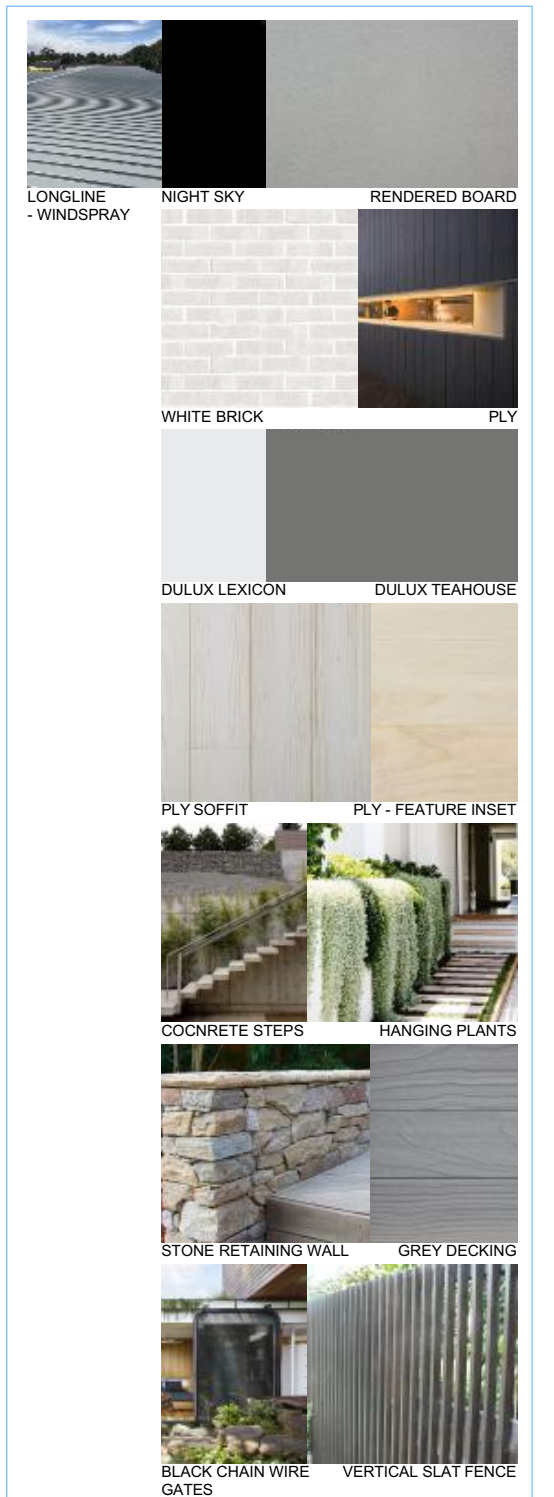 LONGLINE
- WINDSPRAY
NIGHT SKY
RENDERED BOARD
WHITE BRICK
PLY
DULUX LEXICON
DULUX TEAHOUSE
PLY SOFFIT
PLY - FEATURE INSET
COCNRETE STEPS
HANGING PLANTS
STONE RETAINING WALL
GREY DECKING
BLACK CHAIN WIRE
GATES
VERTICAL SLAT FENCE